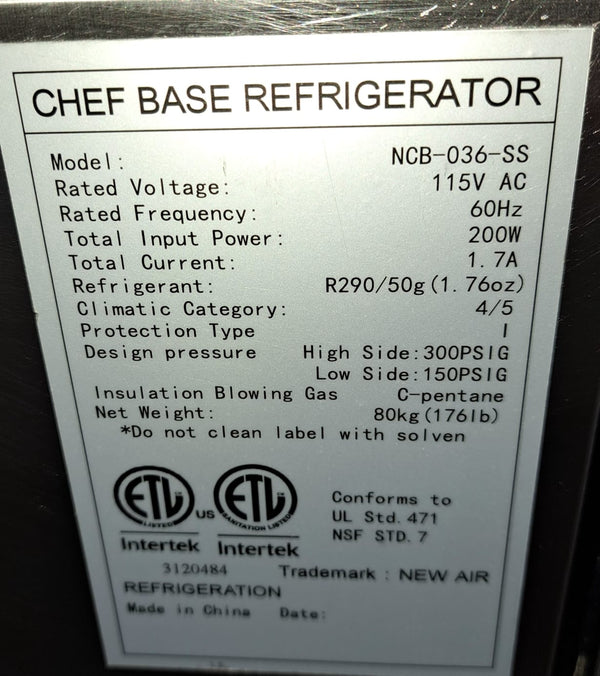 CHEF BASE REFRIGERATOR
Model: NCB-036-SS
Rated Voltage: 115V AC
Rated Frequency: 60Hz
Total Input Power: 200W
Total Current: 1.7A
Refrigerant: R290/50g(1.76oz)
Climatic Category: 4/5
Protection Type I
Design pressure High Side:300PSIG
Low Side:150PSIG
Insulation Blowing Gas C-pentane
Net Weight: 80kg(176lb)
*Do not clean label with solven
ETL LISTED US ETL SANITATION LISTED
Intertek Intertek
Conforms to
UL Std. 471
NSF STD. 7
3120484 Trademark : NEW AIR
REFRIGERATION
Made in China Date: